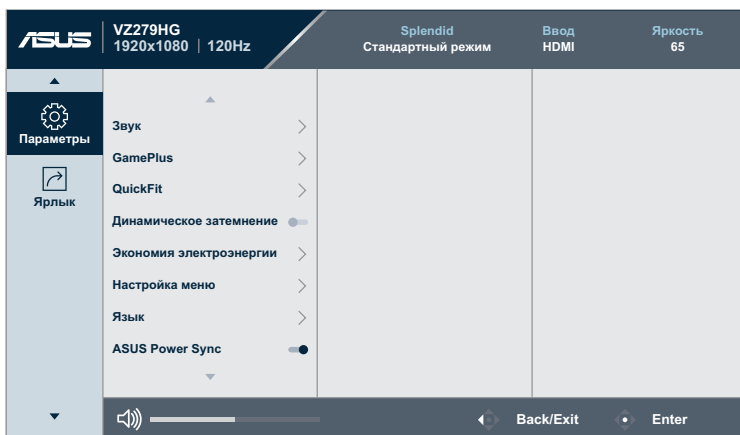 ASUS
VZ279HG
1920x1080 | 120Hz
Splendid
Стандартный режим
Ввод
HDMI
Яркость
65
Параметры
Ярлык
Звук
GamePlus
QuickFit
Динамическое затемнение
Экономия электроэнергии
Настройка меню
Язык
ASUS Power Sync
Back/Exit
Enter